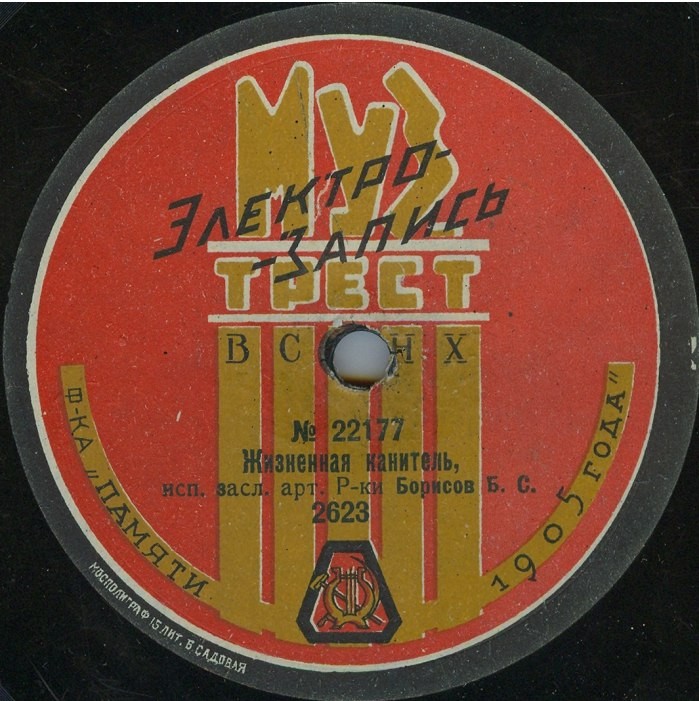 МУЗ
ЭЛЕКТРО-
-ЗАПИСЬ
ТРЕСТ
ВСНХ
№ 22177
Жизненная канитель,
исп. засл. арт. Р-ки Борисов Б. С.
2623
Ф-КА „ПАМЯТИ 1905 ГОДА"
МОСПОЛИГРАФ 15 ЛИТ. Б. САДОВАЯ